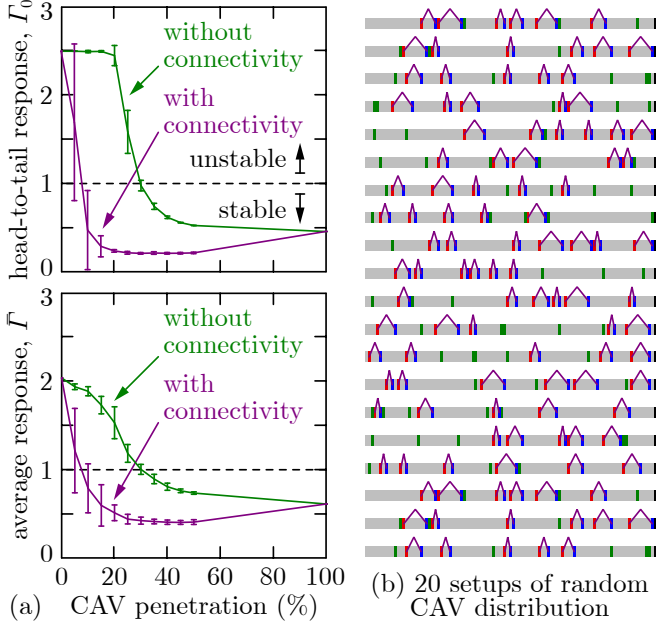 head-to-tail response, Γ0
3
2
1
0
without
connectivity
with
connectivity
unstable
stable
average response, Γ̄
3
2
1
0
without
connectivity
with
connectivity
0 20 40 60 80 100
(a) CAV penetration (%)
(b) 20 setups of random
CAV distribution